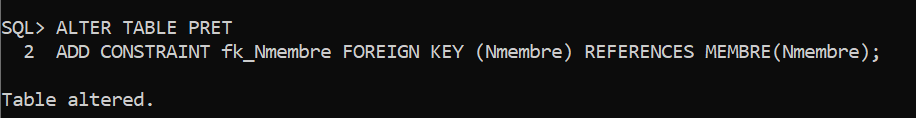 SQL> ALTER TABLE PRET
  2  ADD CONSTRAINT fk_Nmembre FOREIGN KEY (Nmembre) REFERENCES MEMBRE(Nmembre);
Table altered.